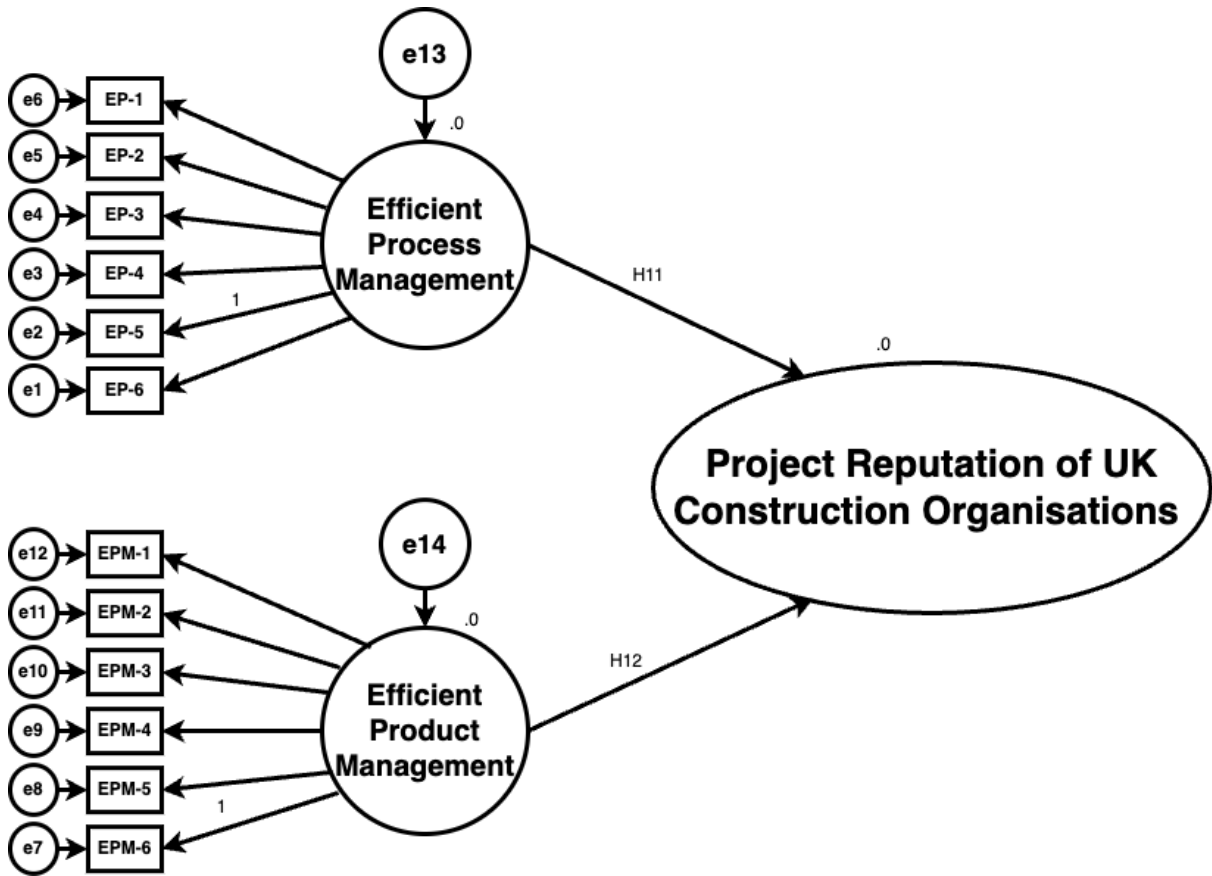 e13
.0
e6
EP-1
e5
EP-2
e4
EP-3
e3
EP-4
1
e2
EP-5
e1
EP-6
Efficient
Process
Management
H11
.0
Project Reputation of UK
Construction Organisations
e14
.0
e12
EPM-1
e11
EPM-2
e10
EPM-3
e9
EPM-4
e8
EPM-5
1
e7
EPM-6
Efficient
Product
Management
H12